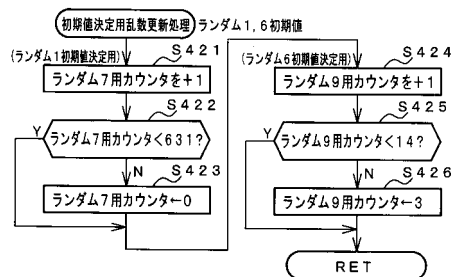 初期値決定用乱数更新処理 ランダム1,6初期値
(ランダム1初期値決定用)
S421
ランダム7用カウンタを+1
S422
ランダム7用カウンタ<631?
Y
N
S423
ランダム7用カウンタ←0
(ランダム6初期値決定用)
S424
ランダム9用カウンタを+1
S425
ランダム9用カウンタ<14?
Y
N
S426
ランダム9用カウンタ←3
RET